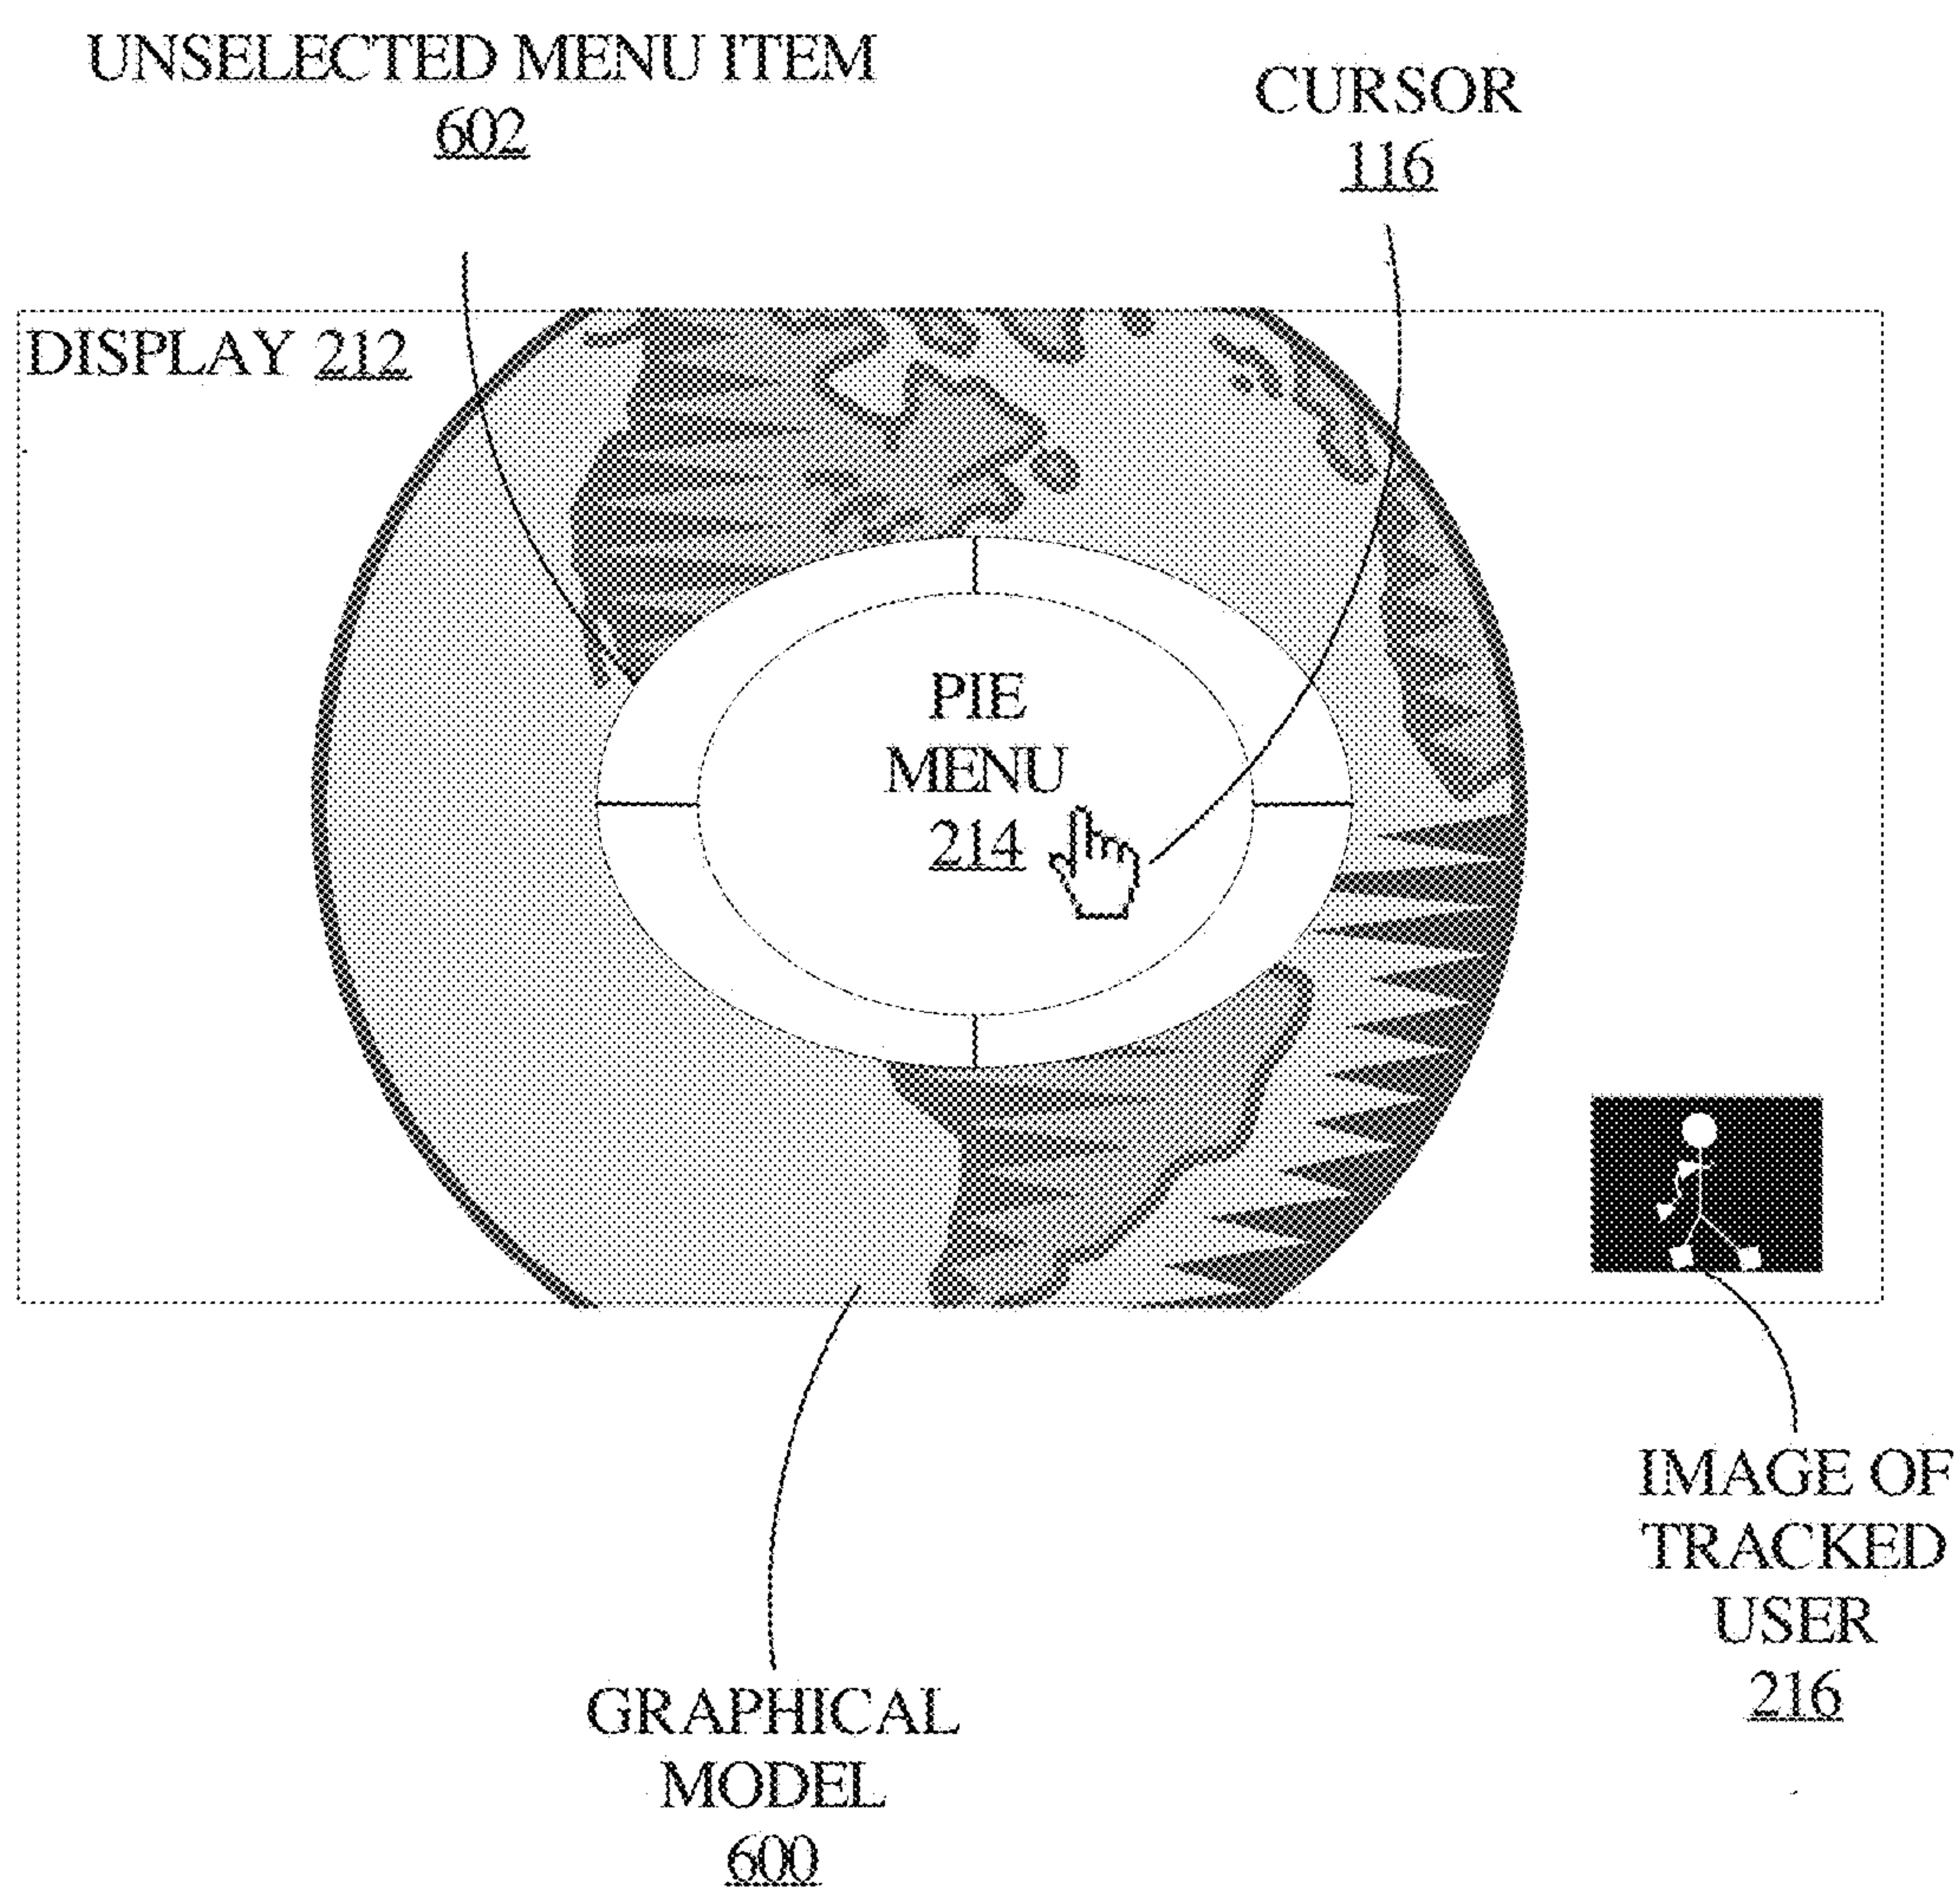 UNSELECTED MENU ITEM
602
CURSOR
116
DISPLAY 212
PIE
MENU
214
IMAGE OF
TRACKED
USER
216
GRAPHICAL
MODEL
600